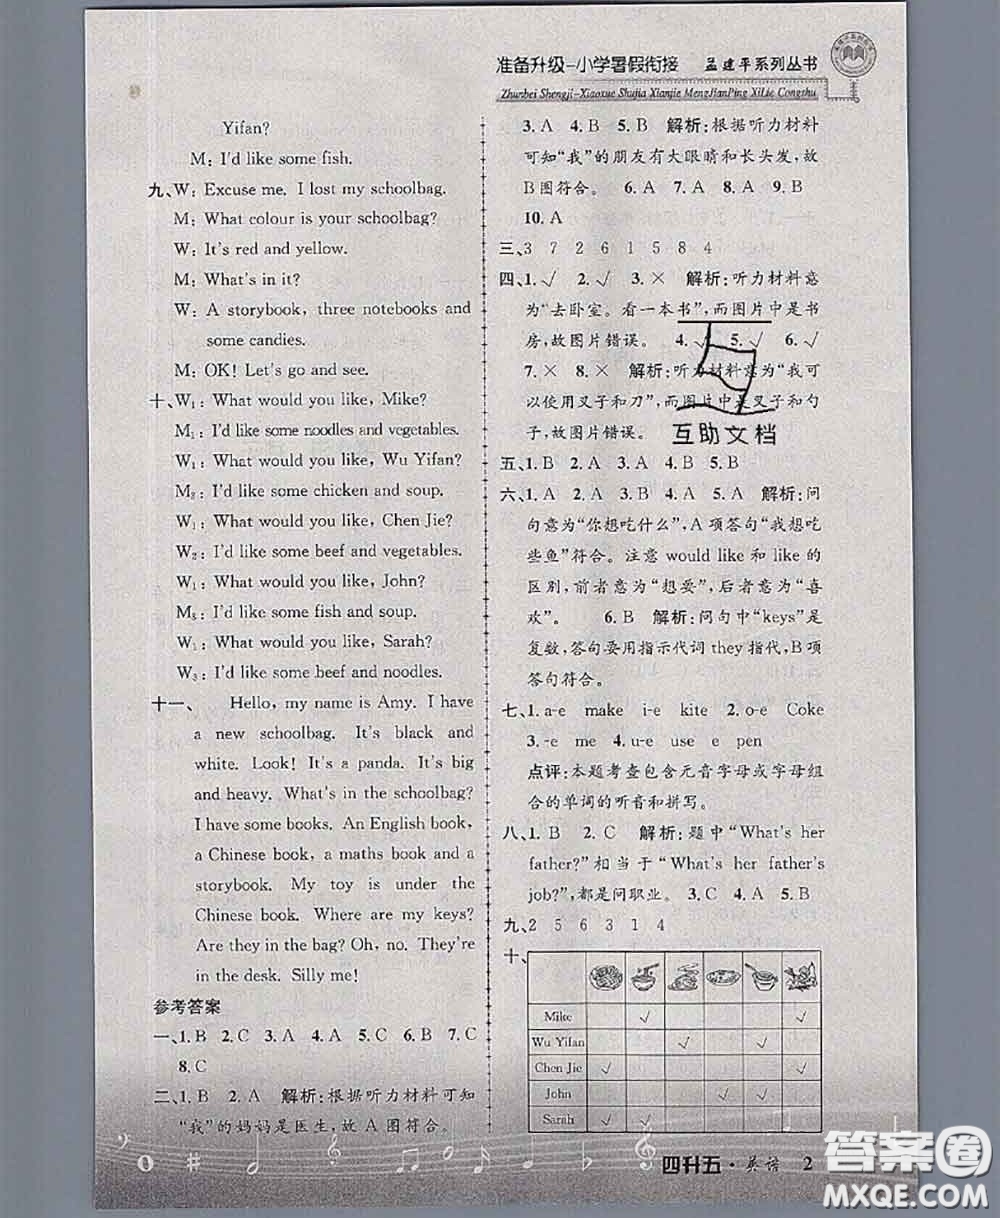 准备升级-小学暑假衔接 孟建平系列丛书
Zhunbei Shengji-Xiaoxue Shujia Xianjie MengJianPing XiLie Congshu
Yifan?
M: I'd like some fish.
九、W: Excuse me. I lost my schoolbag.
M: What colour is your schoolbag?
W: It's red and yellow.
M: What's in it?
W: A storybook, three notebooks and
some candies.
M: OK! Let's go and see.
十、W₁: What would you like, Mike?
M₁: I'd like some noodles and vegetables.
W₁: What would you like, Wu Yifan?
M₂: I'd like some chicken and soup.
W₁: What would you like, Chen Jie?
W₂: I'd like some beef and vegetables.
W₁: What would you like, John?
M₃: I'd like some fish and soup.
W₁: What would you like, Sarah?
W₃: I'd like some beef and noodles.
十一、 Hello, my name is Amy. I have
a new schoolbag. It's black and
white. Look! It's a panda. It's big
and heavy. What's in the schoolbag?
I have some books. An English book,
a Chinese book, a maths book and a
storybook. My toy is under the
Chinese book. Where are my keys?
Are they in the bag? Oh, no. They're
in the desk. Silly me!
参考答案
一、1. B 2. C 3. A 4. A 5. A 6. B 7. C
8. C
二、1. B 2. A 解析:根据听力材料可知
“我”的妈妈是医生，故A图符合。
3. A 4. B 5. B 解析:根据听力材料
可知“我”的朋友有大眼睛和长头发，故
B图符合。 6. A 7. A 8. A 9. B
10. A
三、3 7 2 6 1 5 8 4
四、1. √ 2. √ 3. × 解析:听力材料意
为“去卧室。看一本书”，而图片中是书
房，故图片错误。 4. √ 5. √ 6. √
7. × 8. × 解析:听力材料意为“我可
以使用叉子和刀”，而图片中是叉子和勺
子，故图片错误。
互助文档
五、1. B 2. A 3. A 4. B 5. B
六、1. A 2. A 3. B 4. B 5. A 解析:问
句意为“你想吃什么”，A项答句“我想吃
些鱼”符合。注意 would like 和 like 的
区别，前者意为“想要”，后者意为“喜
欢”。 6. B 解析:问句中“keys”是
复数，答句要用指示代词 they 指代，B项
答句符合。
七、1. a-e make i-e kite 2. o-e Coke
3. -e me 4. u-e use e pen
点评:本题考查包含元音字母或字母组
合的单词的听音和拼写。
八、1. B 2. C 解析:题中“What's her
father?”相当于“What's her father's
job?”，都是问职业。 3. C 4. A 5. B
九、2 5 6 3 1 4
十、
Mike √ √
Wu Yifan √ √
Chen Jie √ √
John √ √
Sarah √ √
四升五·英语 2
答案圈
MXQE.COM